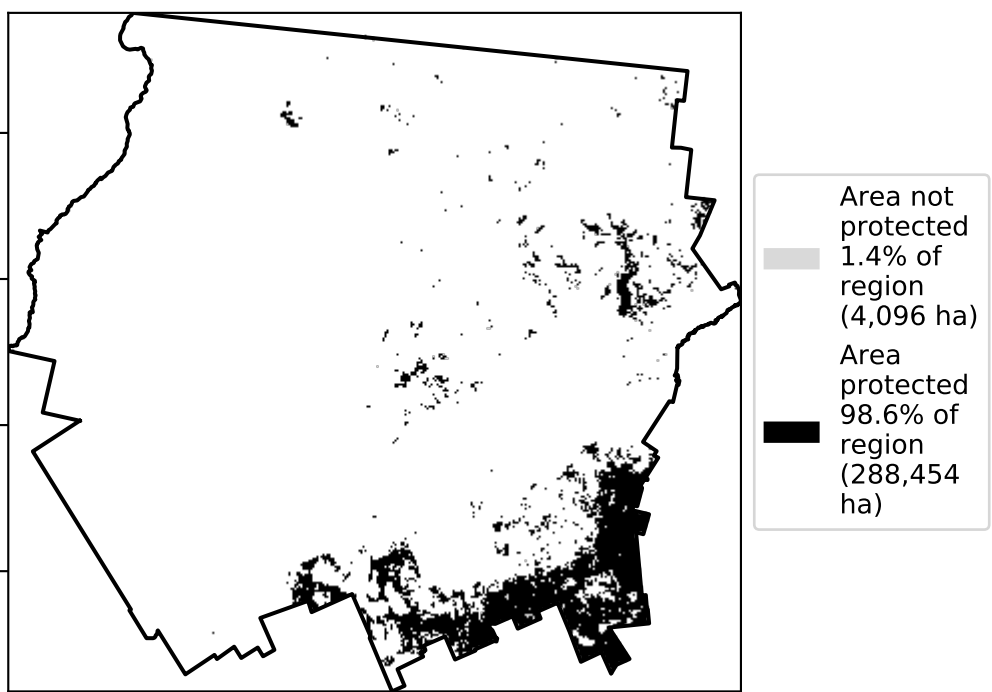 Area not
protected
1.4% of
region
(4,096 ha)
Area
protected
98.6% of
region
(288,454
ha)